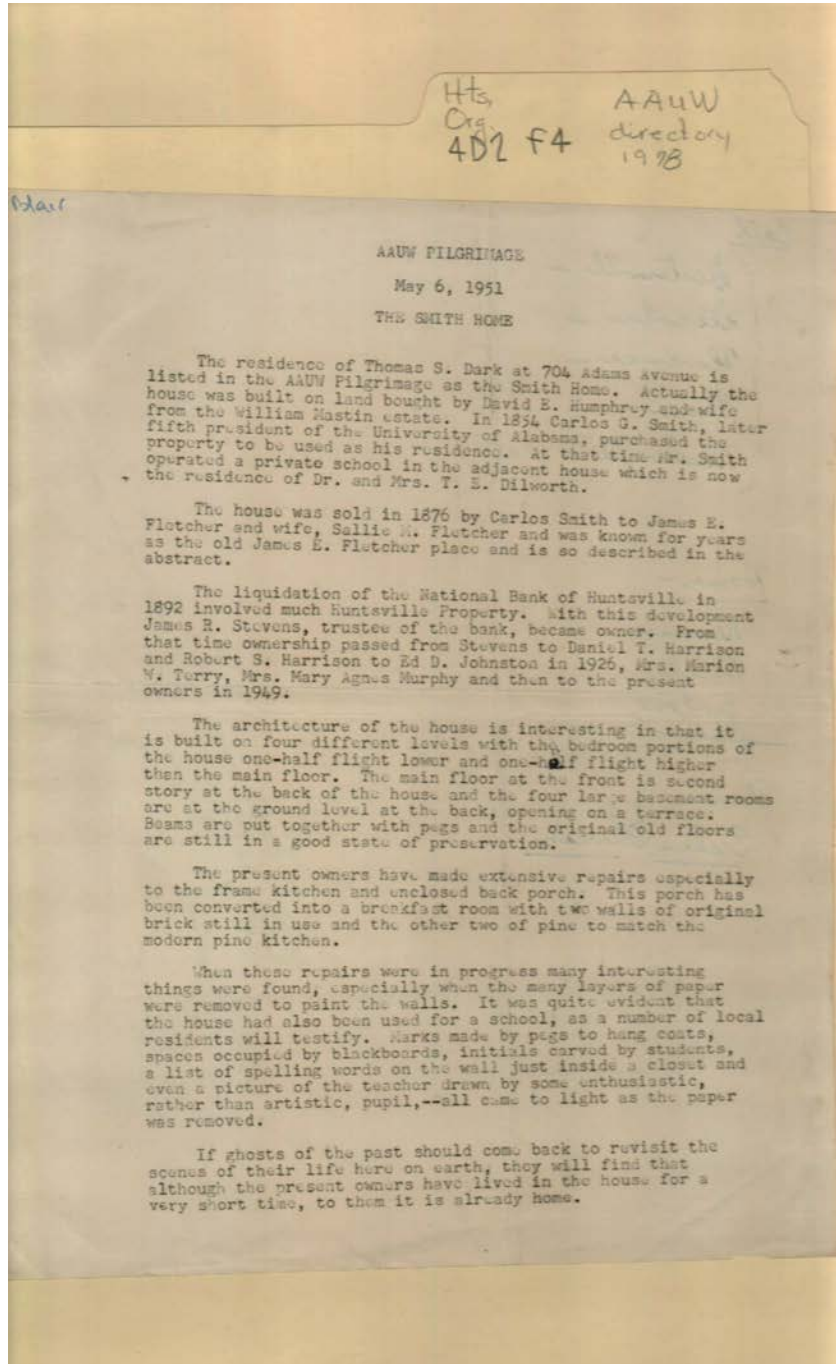 Hts,
Org.
4D2 F4
AAUW
directory
1978
Blair
AAUW PILGRIMAGE
May 6, 1951
THE SMITH HOME
The residence of Thomas S. Dark at 704 Adams Avenue is
listed in the AAUW Pilgrimage as the Smith Home. Actually the
house was built on land bought by David E. Humphrey and wife
from the William Mastin estate. In 1854 Carlos G. Smith, later
fifth president of the University of Alabama, purchased the
property to be used as his residence. At that time Mr. Smith
operated a private school in the adjacent house which is now
the residence of Dr. and Mrs. T. E. Dilworth.
The house was sold in 1876 by Carlos Smith to James E.
Fletcher and wife, Sallie M. Fletcher and was known for years
as the old James E. Fletcher place and is so described in the
abstract.
The liquidation of the National Bank of Huntsville in
1892 involved much Huntsville Property. With this development
James R. Stevens, trustee of the bank, became owner. From
that time ownership passed from Stevens to Daniel T. Harrison
and Robert S. Harrison to Ed D. Johnston in 1926, Mrs. Marion
W. Terry, Mrs. Mary Agnes Murphy and then to the present
owners in 1949.
The architecture of the house is interesting in that it
is built on four different levels with the bedroom portions of
the house one-half flight lower and one-half flight higher
than the main floor. The main floor at the front is second
story at the back of the house and the four large basement rooms
are at the ground level at the back, opening on a terrace.
Beams are put together with pegs and the original old floors
are still in a good state of preservation.
The present owners have made extensive repairs especially
to the frame kitchen and enclosed back porch. This porch has
been converted into a breakfast room with two walls of original
brick still in use and the other two of pine to match the
modern pine kitchen.
When these repairs were in progress many interesting
things were found, especially when the many layers of paper
were removed to paint the walls. It was quite evident that
the house had also been used for a school, as a number of local
residents will testify. Marks made by pegs to hang coats,
spaces occupied by blackboards, initials carved by students,
a list of spelling words on the wall just inside a closet and
even a picture of the teacher drawn by some enthusiastic,
rather than artistic, pupil,--all came to light as the paper
was removed.
If ghosts of the past should come back to revisit the
scenes of their life here on earth, they will find that
although the present owners have lived in the house for a
very short time, to them it is already home.